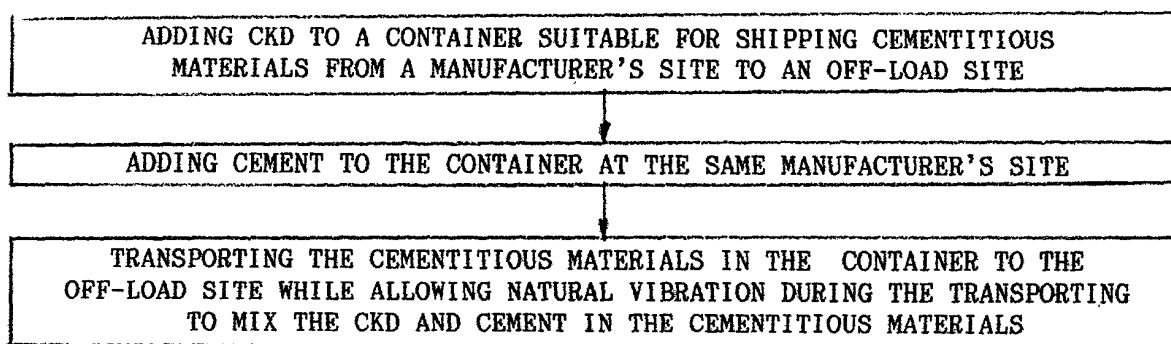 ADDING CKD TO A CONTAINER SUITABLE FOR SHIPPING CEMENTITIOUS
MATERIALS FROM A MANUFACTURER'S SITE TO AN OFF-LOAD SITE
ADDING CEMENT TO THE CONTAINER AT THE SAME MANUFACTURER'S SITE
TRANSPORTING THE CEMENTITIOUS MATERIALS IN THE CONTAINER TO THE
OFF-LOAD SITE WHILE ALLOWING NATURAL VIBRATION DURING THE TRANSPORTING
TO MIX THE CKD AND CEMENT IN THE CEMENTITIOUS MATERIALS